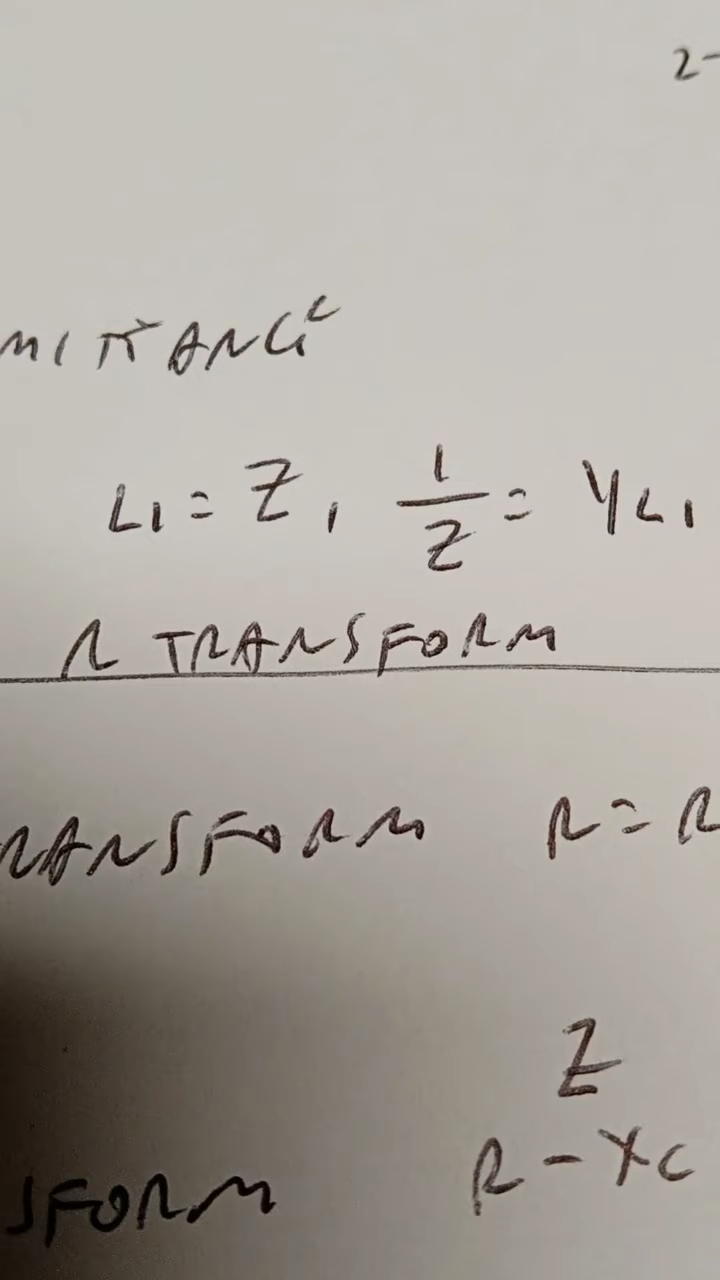 2-
MITTANCE
L1 = Z, 1/Z = YL1
R TRANSFORM
RANSFORM R = R
Z
SFORM R - XC